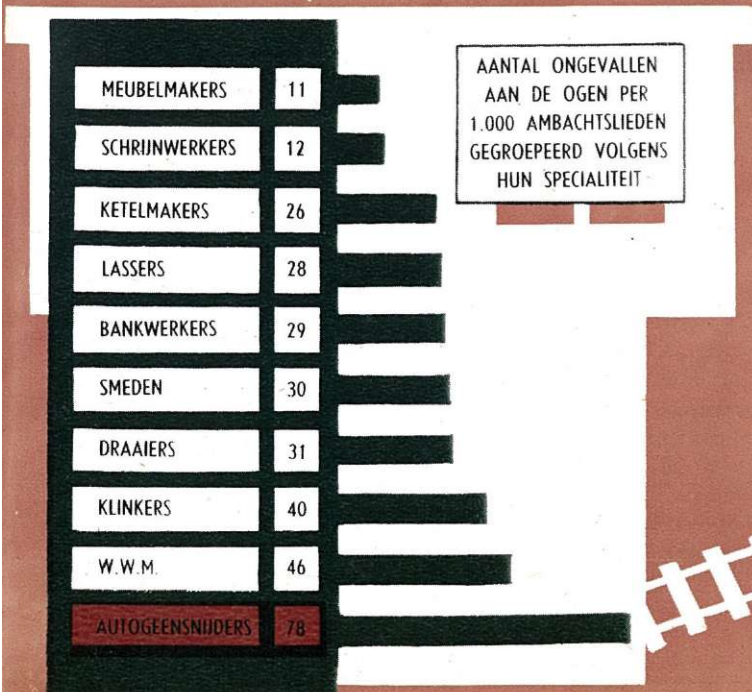 AANTAL ONGEVALLEN
AAN DE OGEN PER
1.000 AMBACHTSLIEDEN
GEGROEPEERD VOLGENS
HUN SPECIALITEIT
MEUBELMAKERS 11
SCHRIJNWERKERS 12
KETELMAKERS 26
LASSERS 28
BANKWERKERS 29
SMEDEN 30
DRAAIERS 31
KLINKERS 40
W.W.M. 46
AUTOGEENSNIJDERS 78